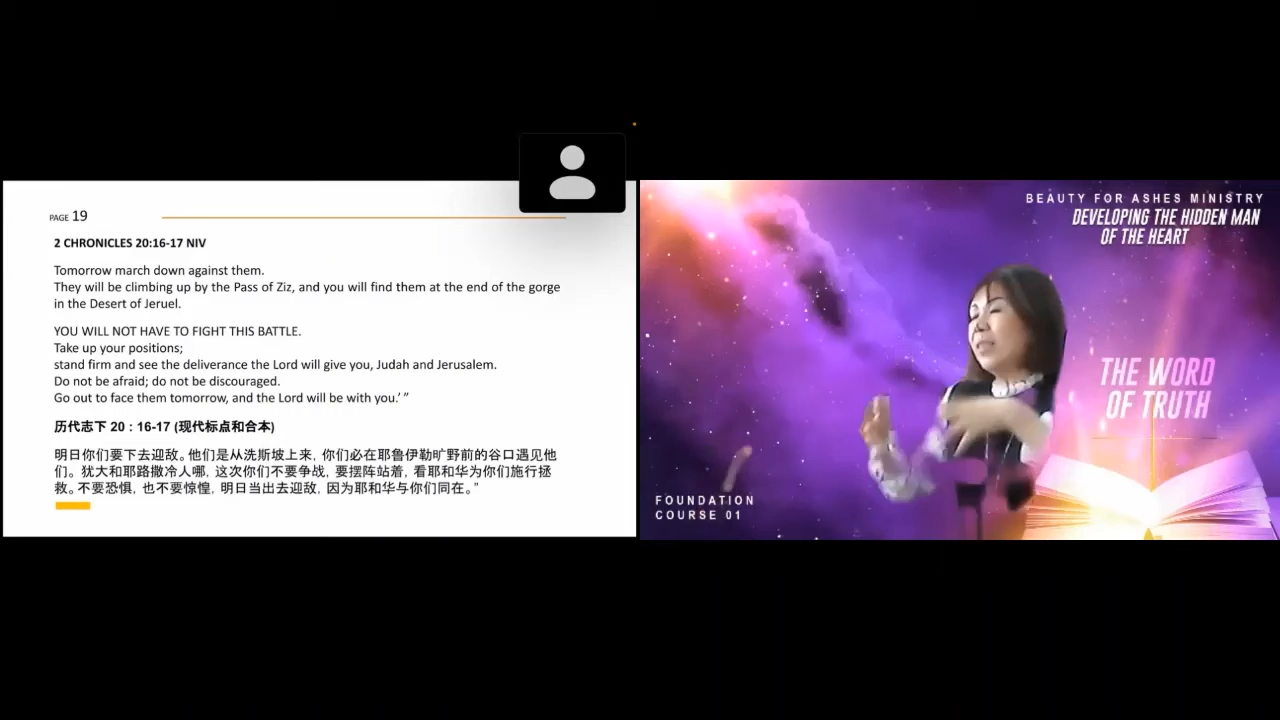 PAGE 19
2 CHRONICLES 20:16-17 NIV
Tomorrow march down against them.
They will be climbing up by the Pass of Ziz, and you will find them at the end of the gorge
in the Desert of Jeruel.
YOU WILL NOT HAVE TO FIGHT THIS BATTLE.
Take up your positions;
stand firm and see the deliverance the Lord will give you, Judah and Jerusalem.
Do not be afraid; do not be discouraged.
Go out to face them tomorrow, and the Lord will be with you.’ ”
历代志下 20：16-17 (现代标点和合本)
明日你们要下去迎敌。他们是从洗斯坡上来，你们必在耶鲁伊勒旷野前的谷口遇见他
们。犹大和耶路撒冷人哪，这次你们不要争战，要摆阵站着，看耶和华为你们施行拯
救。不要恐惧，也不要惊惶，明日当出去迎敌，因为耶和华与你们同在。”
BEAUTY FOR ASHES MINISTRY
DEVELOPING THE HIDDEN MAN
OF THE HEART
THE WORD
OF TRUTH
FOUNDATION
COURSE 01